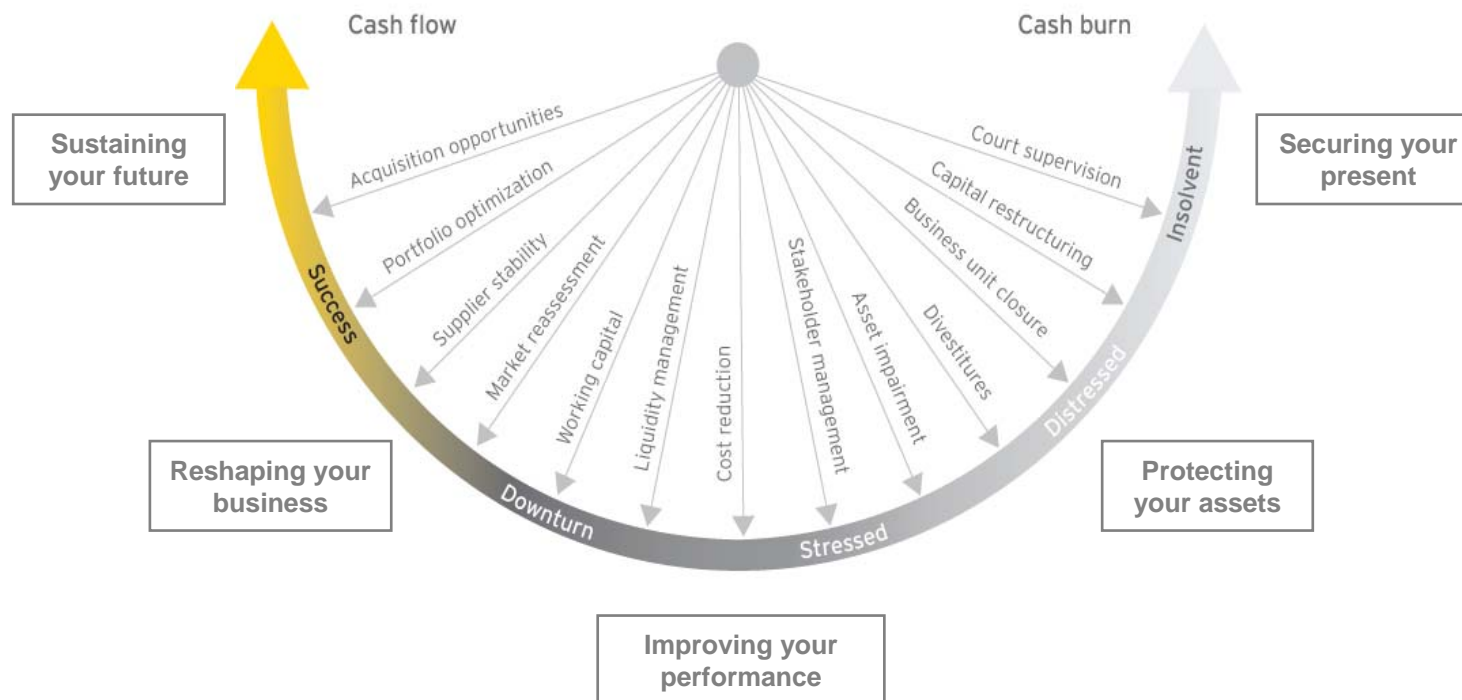 Cash flow
Cash burn
Sustaining
your future
Securing your
present
Acquisition opportunities
Portfolio optimization
Supplier stability
Market reassessment
Working capital
Liquidity management
Cost reduction
Stakeholder management
Asset impairment
Divestitures
Business unit closure
Capital restructuring
Court supervision
Success
Downturn
Stressed
Distressed
Insolvent
Reshaping your
business
Protecting
your assets
Improving your
performance